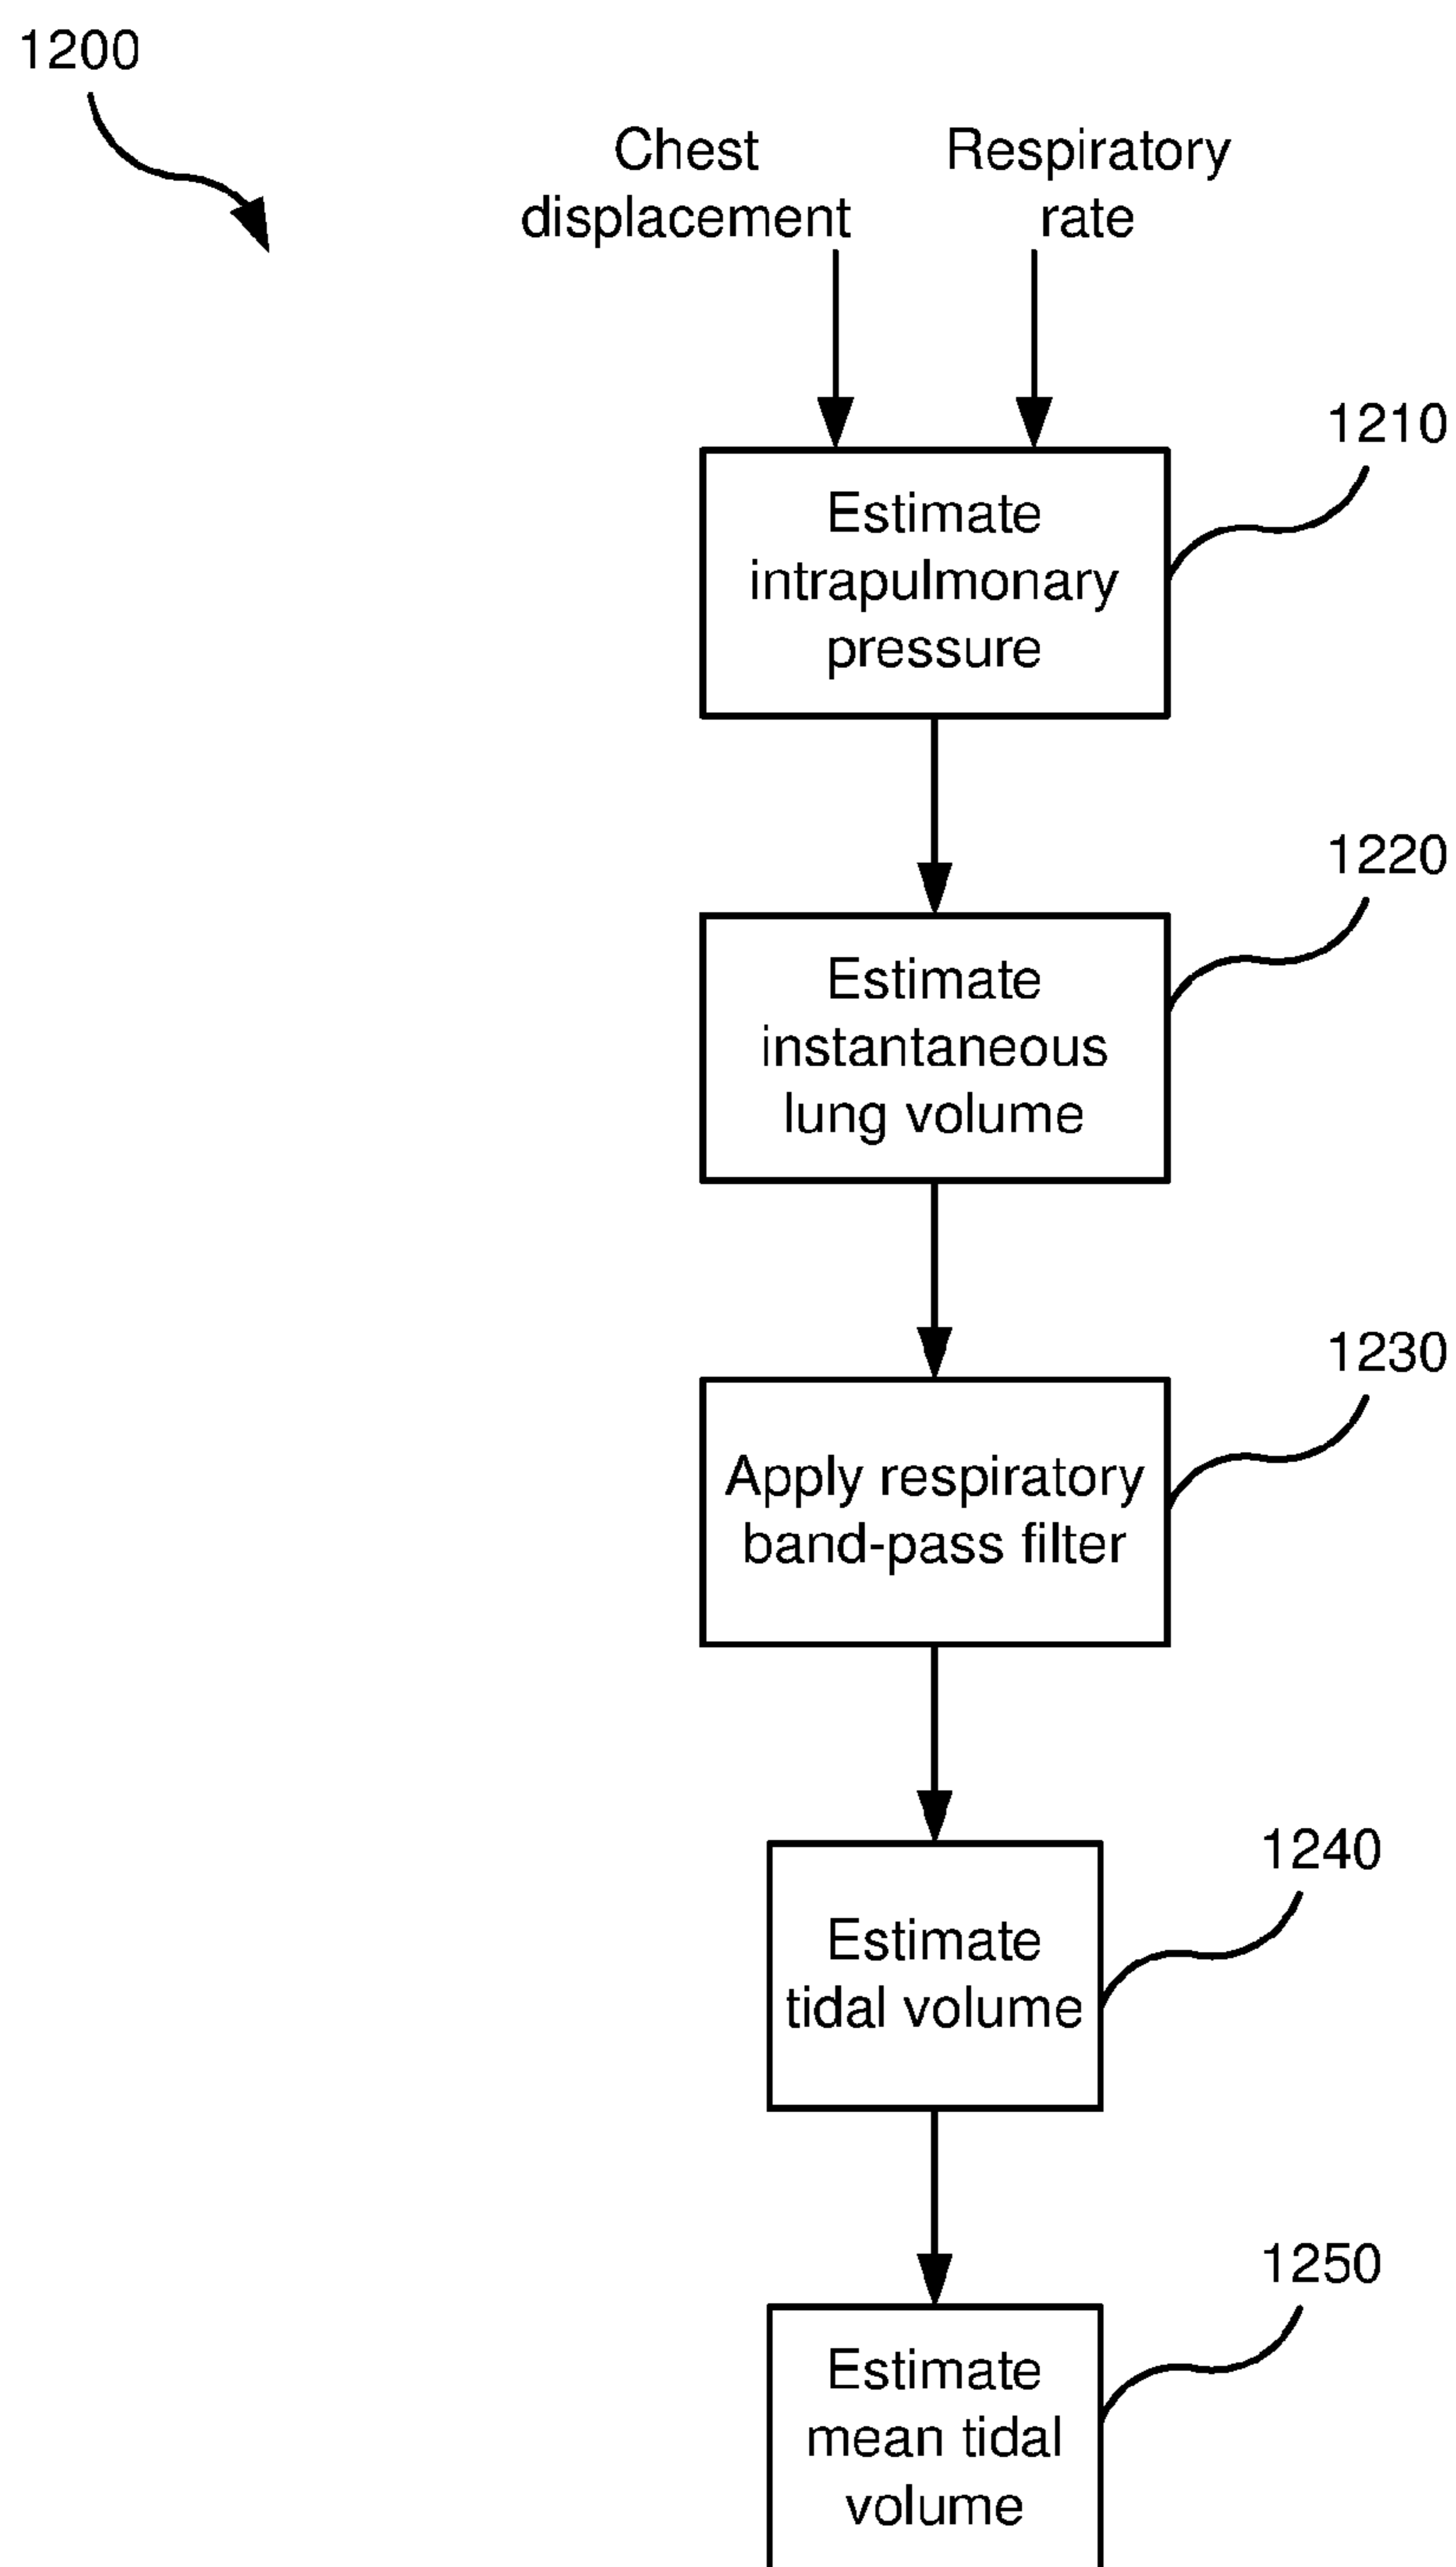 1200
Chest
displacement
Respiratory
rate
1210
Estimate
intrapulmonary
pressure
1220
Estimate
instantaneous
lung volume
1230
Apply respiratory
band-pass filter
1240
Estimate
tidal volume
1250
Estimate
mean tidal
volume